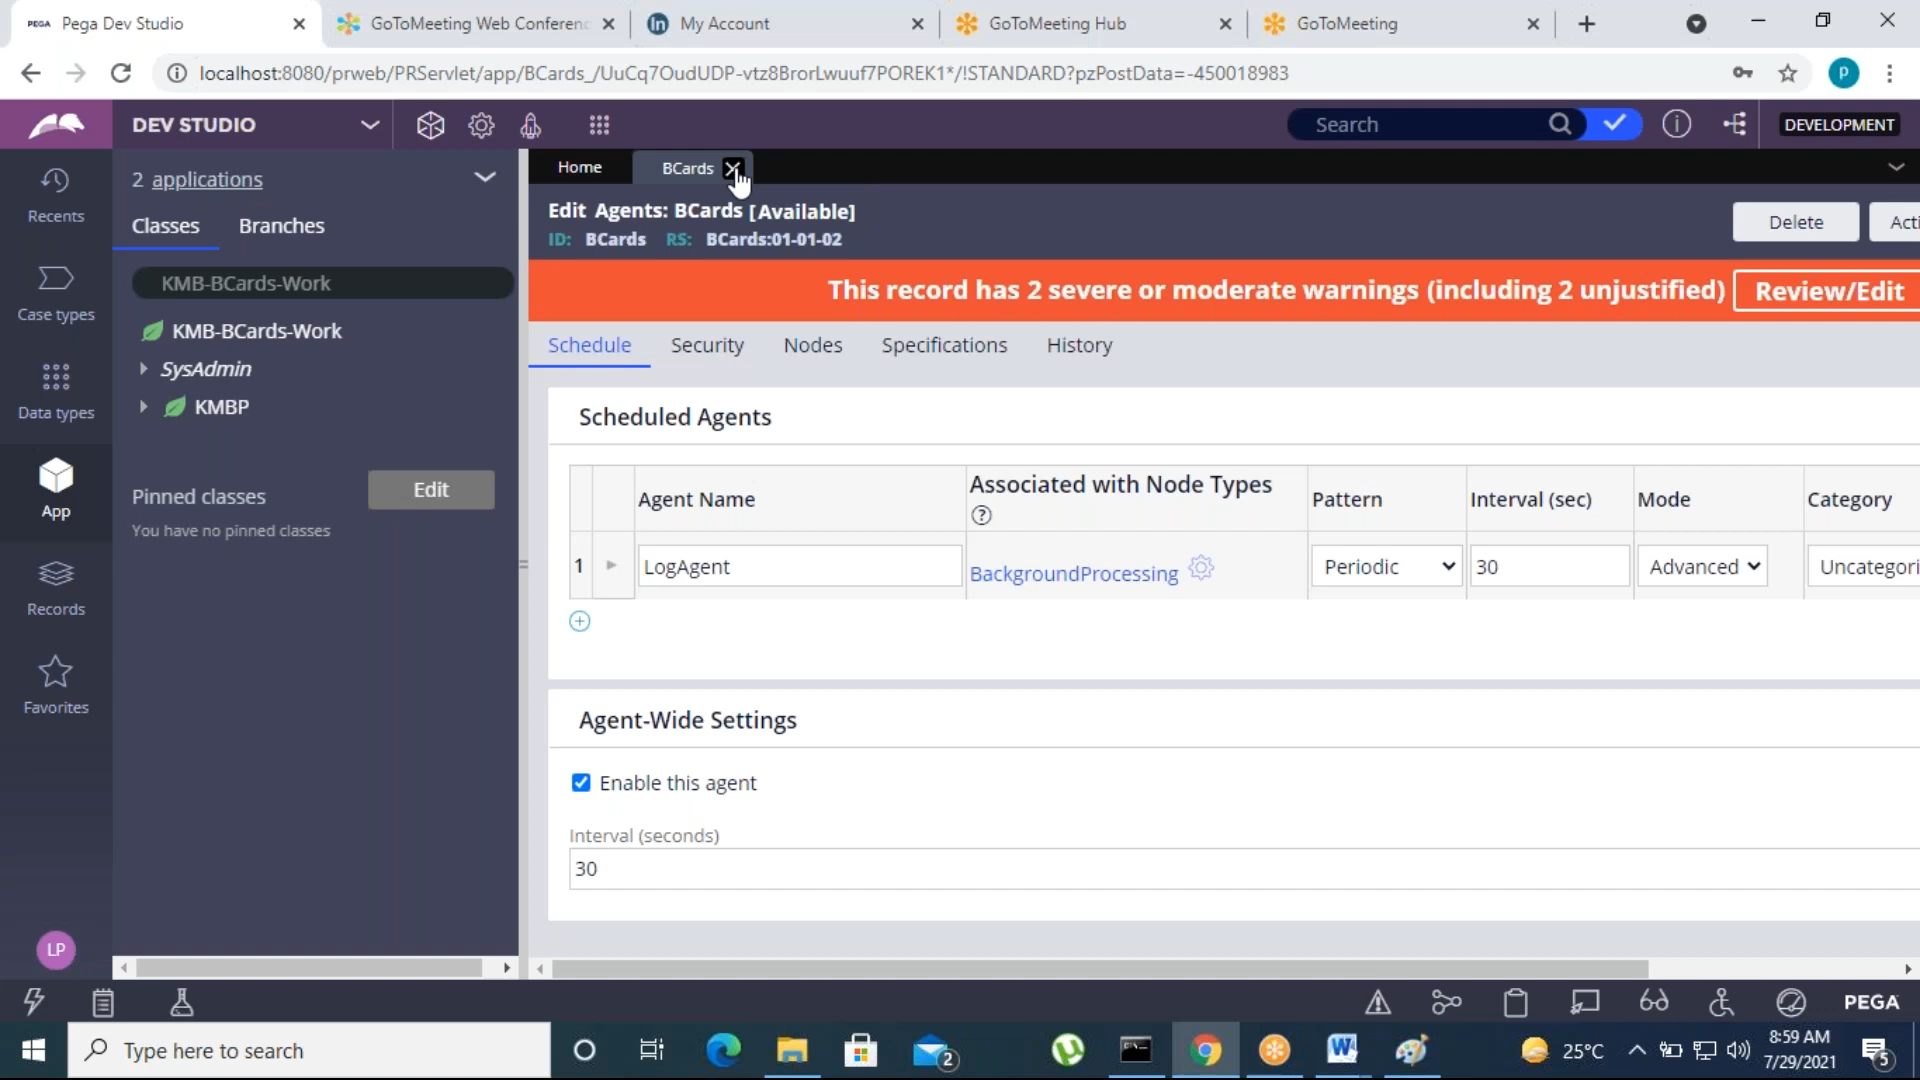 PEGA Pega Dev Studio
GoToMeeting Web Conferenc
My Account
GoToMeeting Hub
GoToMeeting
localhost:8080/prweb/PRServlet/app/BCards_/UuCq7OudUDP-vtz8BrorLwuuf7POREK1*/!STANDARD?pzPostData=-450018983
P
DEV STUDIO
Search
DEVELOPMENT
Recents
Case types
Data types
App
Records
Favorites
LP
2 applications
Classes
Branches
KMB-BCards-Work
KMB-BCards-Work
SysAdmin
KMBP
Pinned classes
Edit
You have no pinned classes
Home
BCards
Edit Agents: BCards [Available]
ID: BCards RS: BCards:01-01-02
Delete
Acti
This record has 2 severe or moderate warnings (including 2 unjustified)
Review/Edit
Schedule
Security
Nodes
Specifications
History
Scheduled Agents
Agent Name
Associated with Node Types
?
Pattern
Interval (sec)
Mode
Category
1
LogAgent
BackgroundProcessing
Periodic
30
Advanced
Uncategori
Agent-Wide Settings
Enable this agent
Interval (seconds)
30
PEGA
Type here to search
2
25°C
8:59 AM
7/29/2021
5